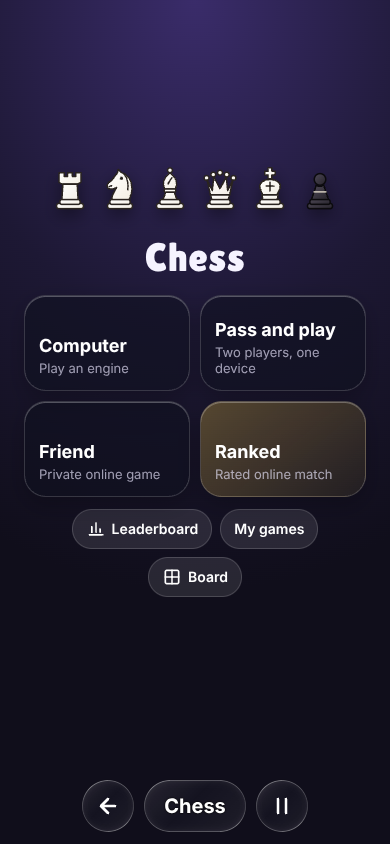 Chess
Computer
Play an engine
Pass and play
Two players, one
device
Friend
Private online game
Ranked
Rated online match
Leaderboard
My games
Board
Chess